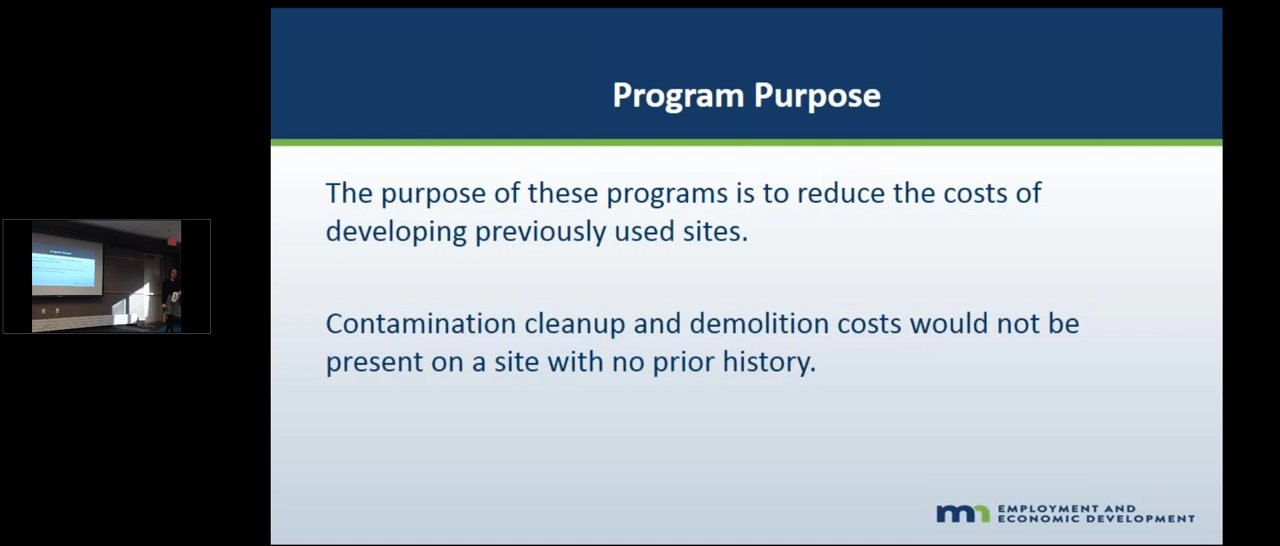 Program Purpose
The purpose of these programs is to reduce the costs of
developing previously used sites.
Contamination cleanup and demolition costs would not be
present on a site with no prior history.
mn EMPLOYMENT AND
ECONOMIC DEVELOPMENT